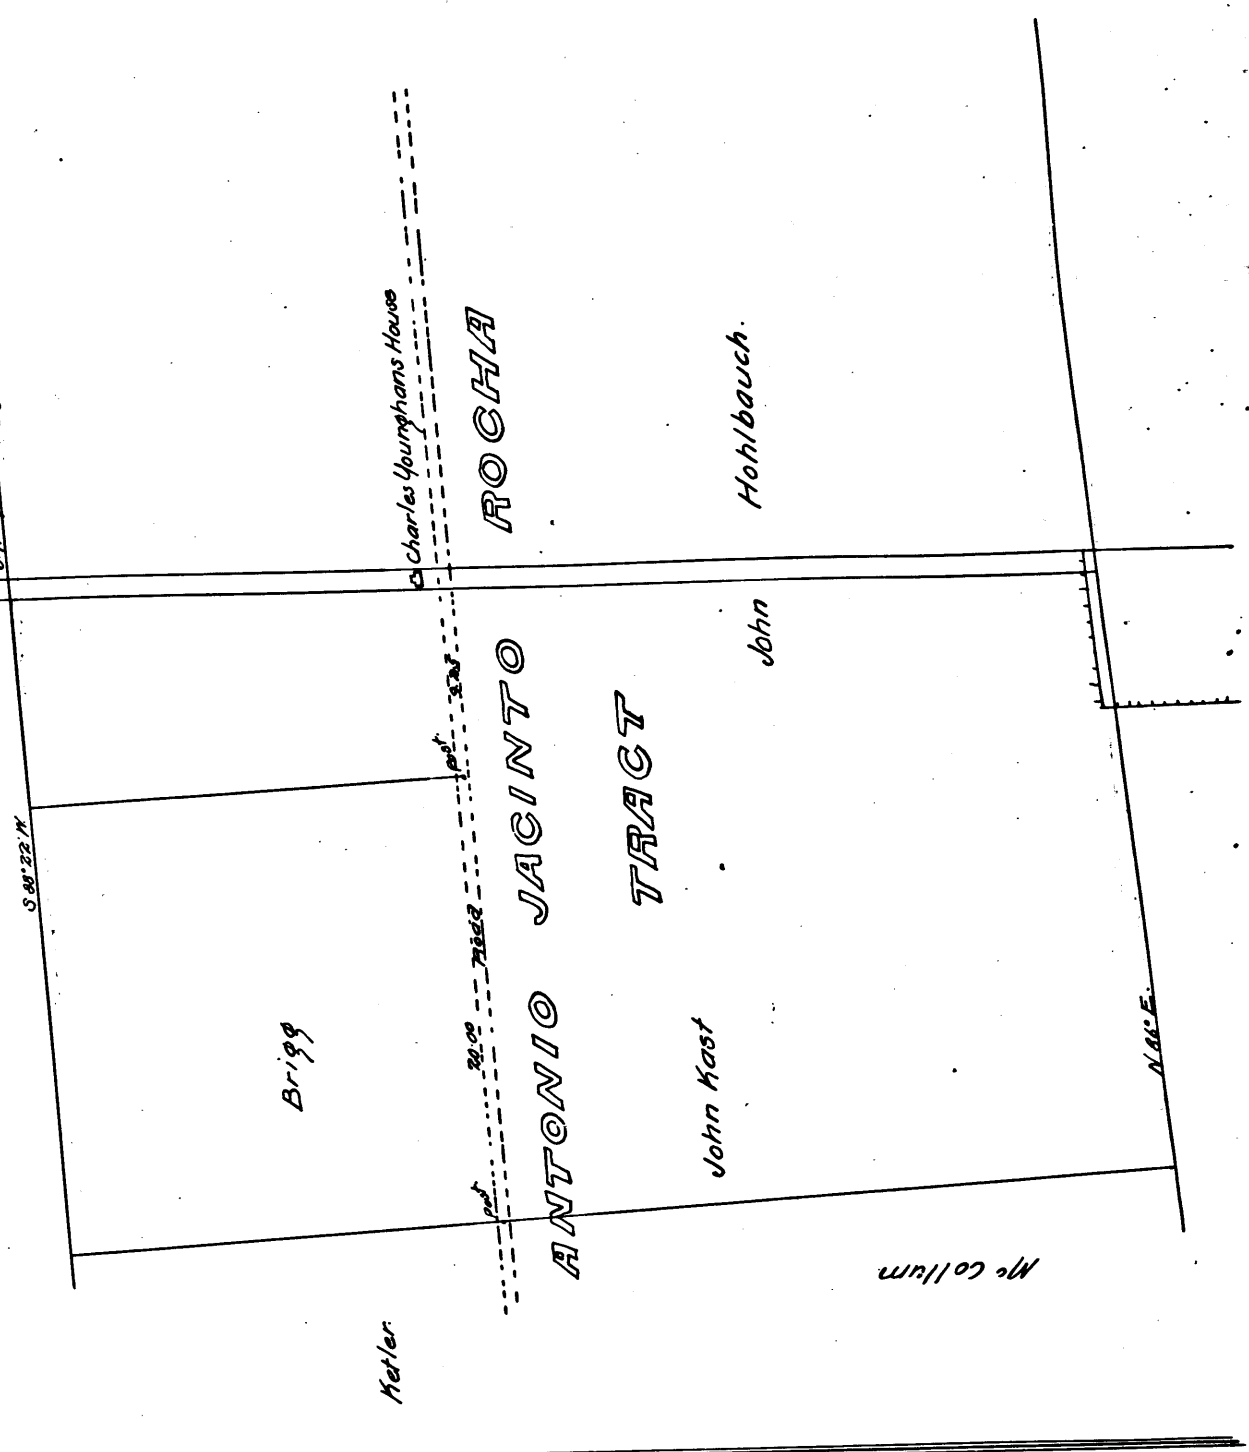 S 88° 22' W.
Charles Younghans House
Brigg
post
20.00
Road
post
ANTONIO JACINTO ROCHA
TRACT
John Hohlbauch.
John Kast
N 86° E.
Ketler.
Mc Collum